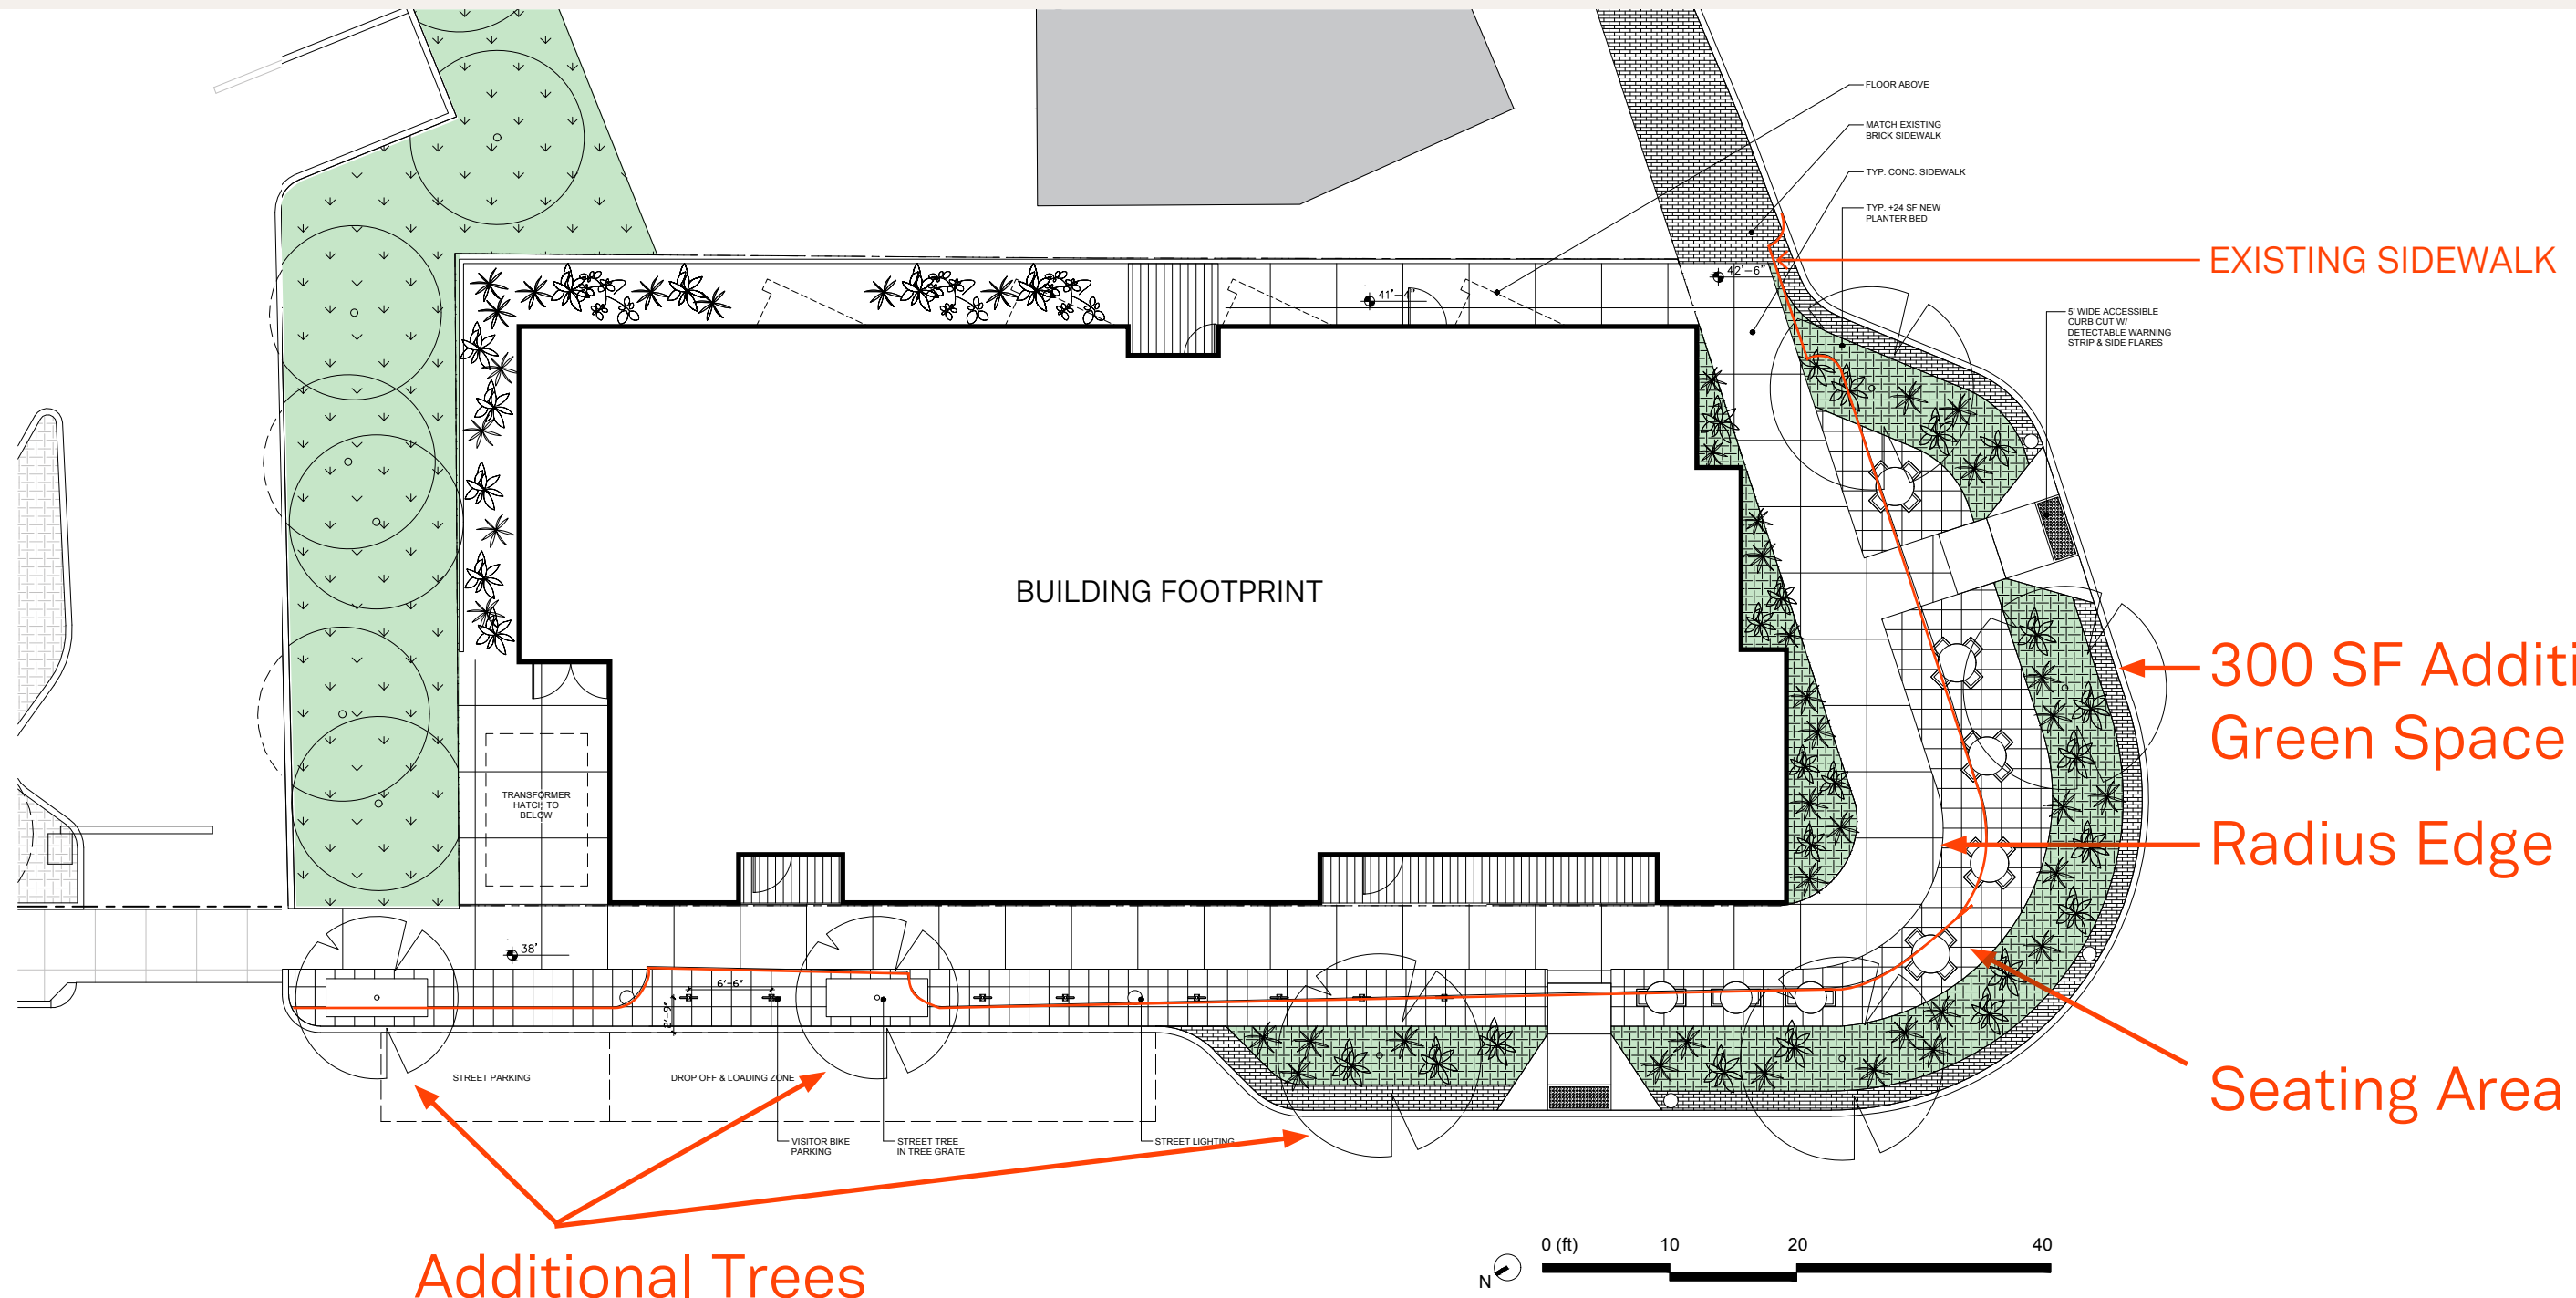 FLOOR ABOVE
MATCH EXISTING
BRICK SIDEWALK
TYP. CONC. SIDEWALK
TYP. +24 SF NEW
PLANTER BED
EXISTING SIDEWALK
42'-6"
41'-4"
5' WIDE ACCESSIBLE
CURB CUT W/
DETECTABLE WARNING
STRIP & SIDE FLARES
BUILDING FOOTPRINT
300 SF Additi
Green Space
TRANSFORMER
HATCH TO
BELOW
Radius Edge
38'
6'-6"
2'-9"
STREET PARKING
DROP OFF & LOADING ZONE
Seating Area
VISITOR BIKE
PARKING
STREET TREE
IN TREE GRATE
STREET LIGHTING
Additional Trees
N
0 (ft) 10 20 40